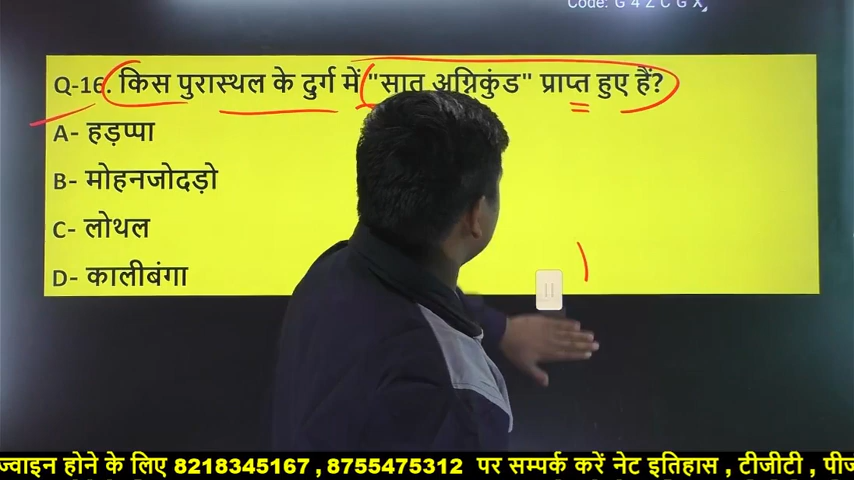 Code: G 4 Z C G X
Q-16. किस पुरास्थल के दुर्ग में "सात अग्निकुंड" प्राप्त हुए हैं?
A- हड़प्पा
B- मोहनजोदड़ो
C- लोथल
D- कालीबंगा
ज्वाइन होने के लिए 8218345167 , 8755475312 पर सम्पर्क करें नेट इतिहास , टीजीटी ,